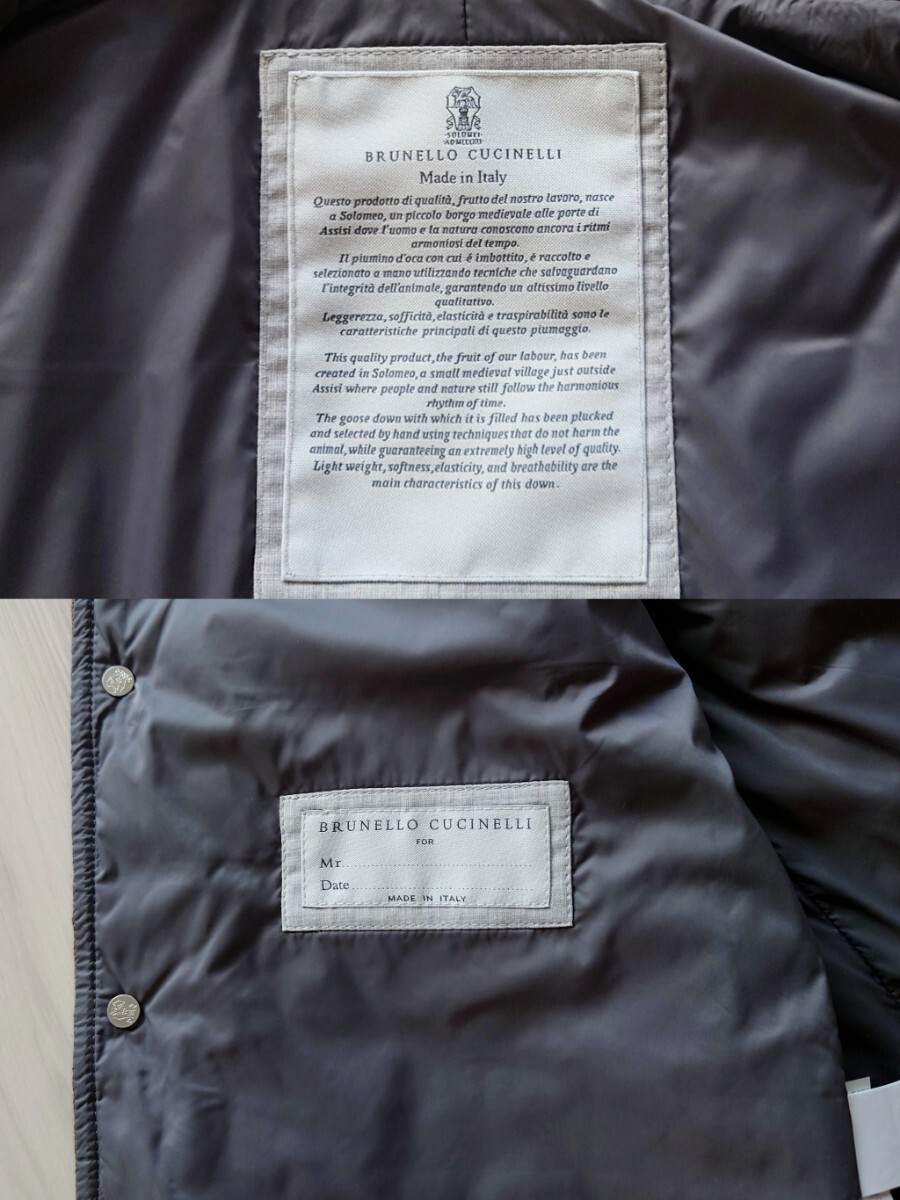 SOLOMEI
AD MCCCXCI
BRUNELLO CUCINELLI
Made in Italy
Questo prodotto di qualità, frutto del nostro lavoro, nasce
a Solomeo, un piccolo borgo medievale alle porte di
Assisi dove l'uomo e la natura conoscono ancora i ritmi
armoniosi del tempo.
Il piumino d'oca con cui é imbottito, è raccolto e
selezionato a mano utilizzando tecniche che salvaguardano
l'integrità dell'animale, garantendo un altissimo livello
qualitativo.
Leggerezza, sofficità, elasticità e traspirabilità sono le
caratteristiche principali di questo piumaggio.
This quality product, the fruit of our labour, has been
created in Solomeo, a small medieval village just outside
Assisi where people and nature still follow the harmonious
rhythm of time.
The goose down with which it is filled has been plucked
and selected by hand using techniques that do not harm the
animal, while guaranteeing an extremely high level of quality.
Light weight, softness, elasticity, and breathability are the
main characteristics of this down.
BRUNELLO CUCINELLI
FOR
Mr
Date
MADE IN ITALY